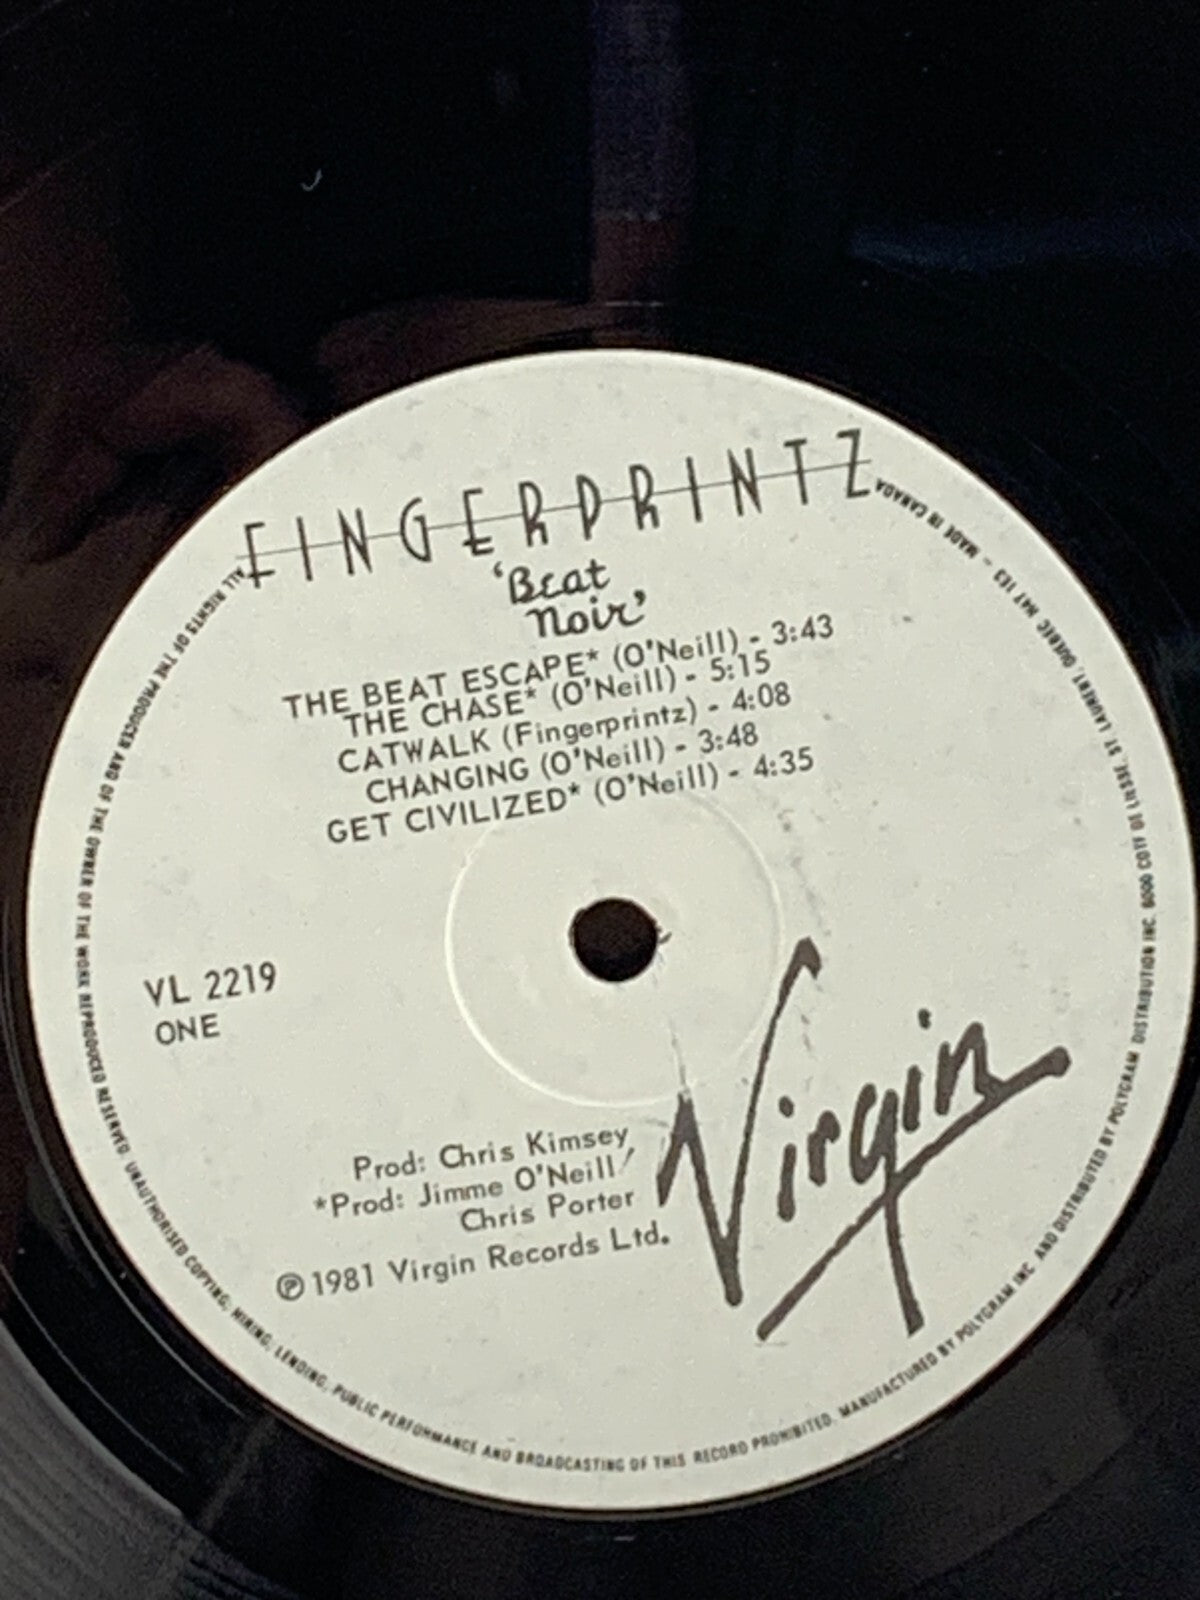 FINGERPRINTZ
'Beat
Noir'
THE BEAT ESCAPE* (O'Neill) - 3:43
THE CHASE* (O'Neill) - 5:15
CATWALK (Fingerprintz) - 4:08
CHANGING (O'Neill) - 3:48
GET CIVILIZED* (O'Neill) - 4:35
VL 2219
ONE
Prod: Chris Kimsey
*Prod: Jimme O'Neill/
Chris Porter
℗ 1981 Virgin Records Ltd.
Virgin
ALL RIGHTS OF THE PRODUCER AND OF THE OWNER OF THE WORK REPRODUCED RESERVED. UNAUTHORISED COPYING, HIRING, LENDING, PUBLIC PERFORMANCE AND BROADCASTING OF THIS RECORD PROHIBITED. MANUFACTURED BY POLYGRAM INC. AND DISTRIBUTED BY POLYGRAM DISTRIBUTION INC. 6000 COTE DE LIESSE, ST. LAURENT, QUEBEC H4T 1E3 - MADE IN CANADA